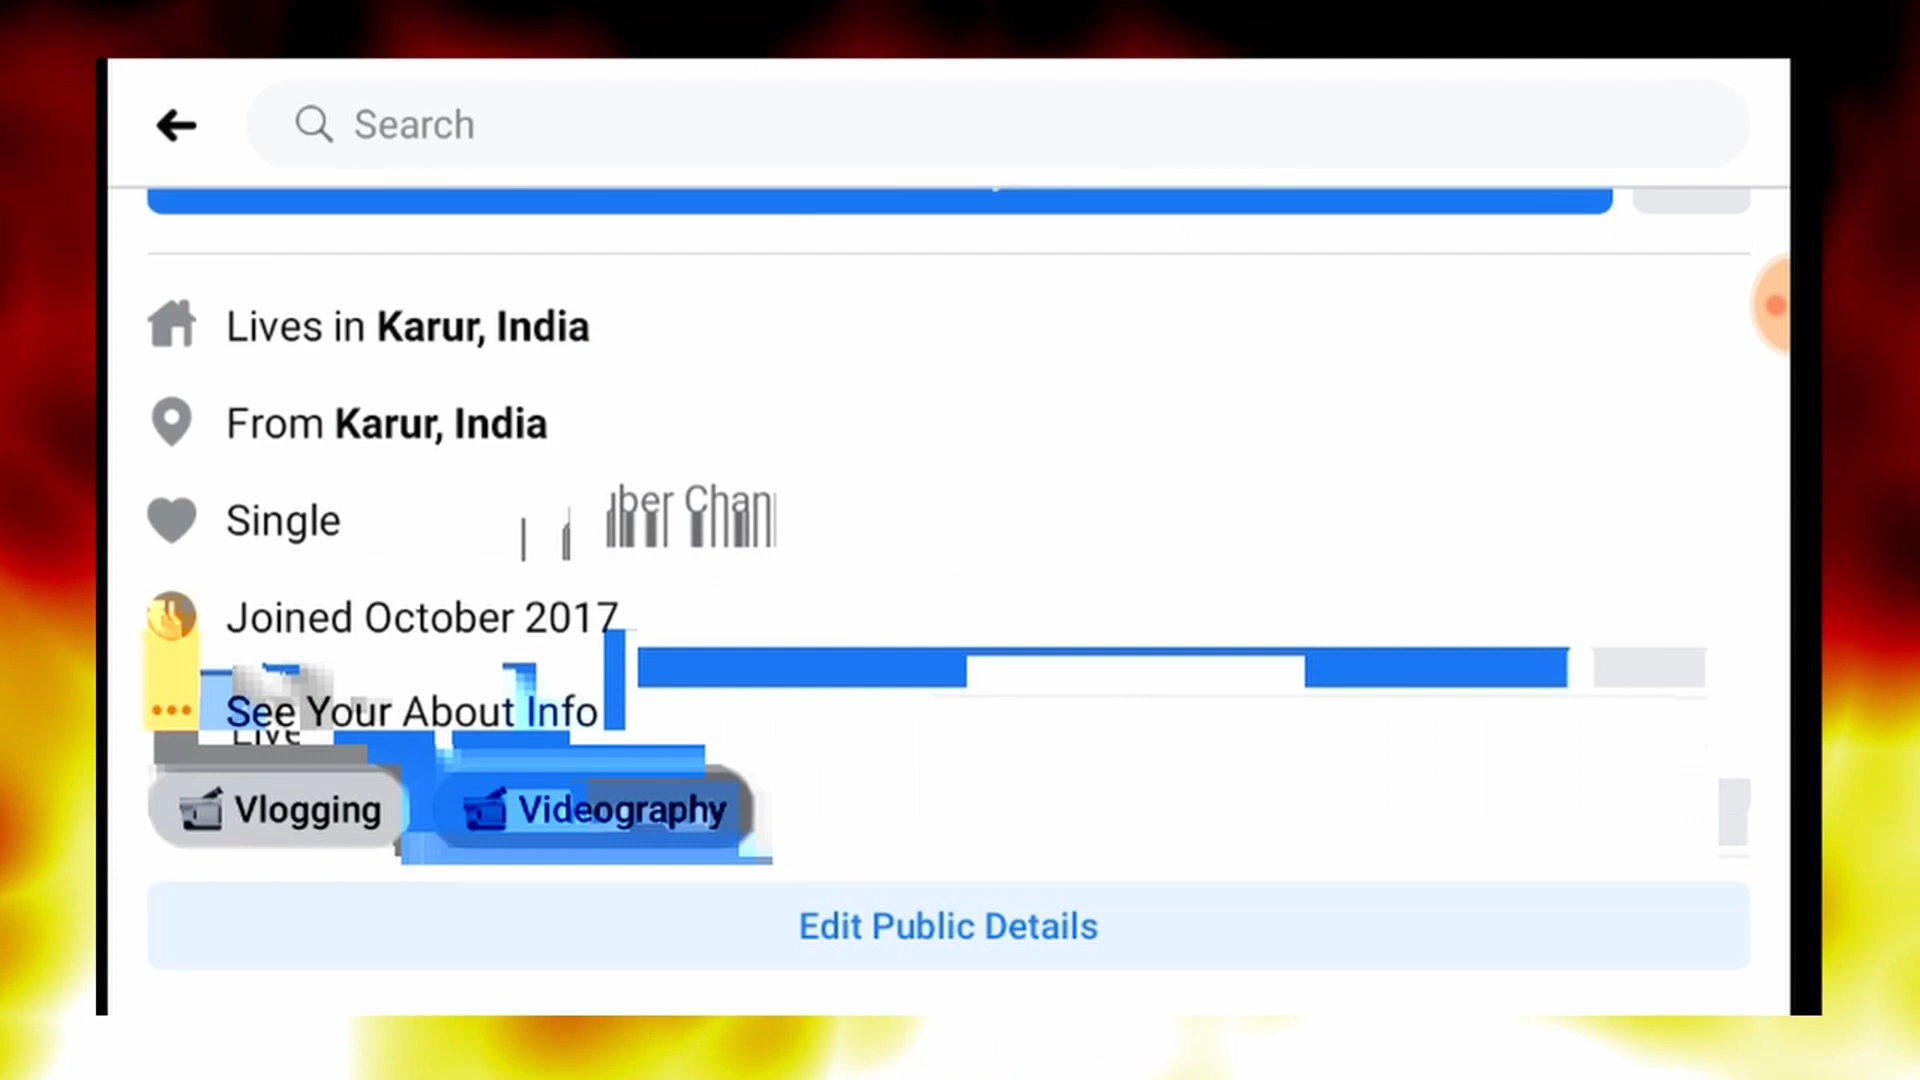 Search
Lives in Karur, India
From Karur, India
Single
Joined October 2017
See Your About Info
Vlogging Videography
Edit Public Details